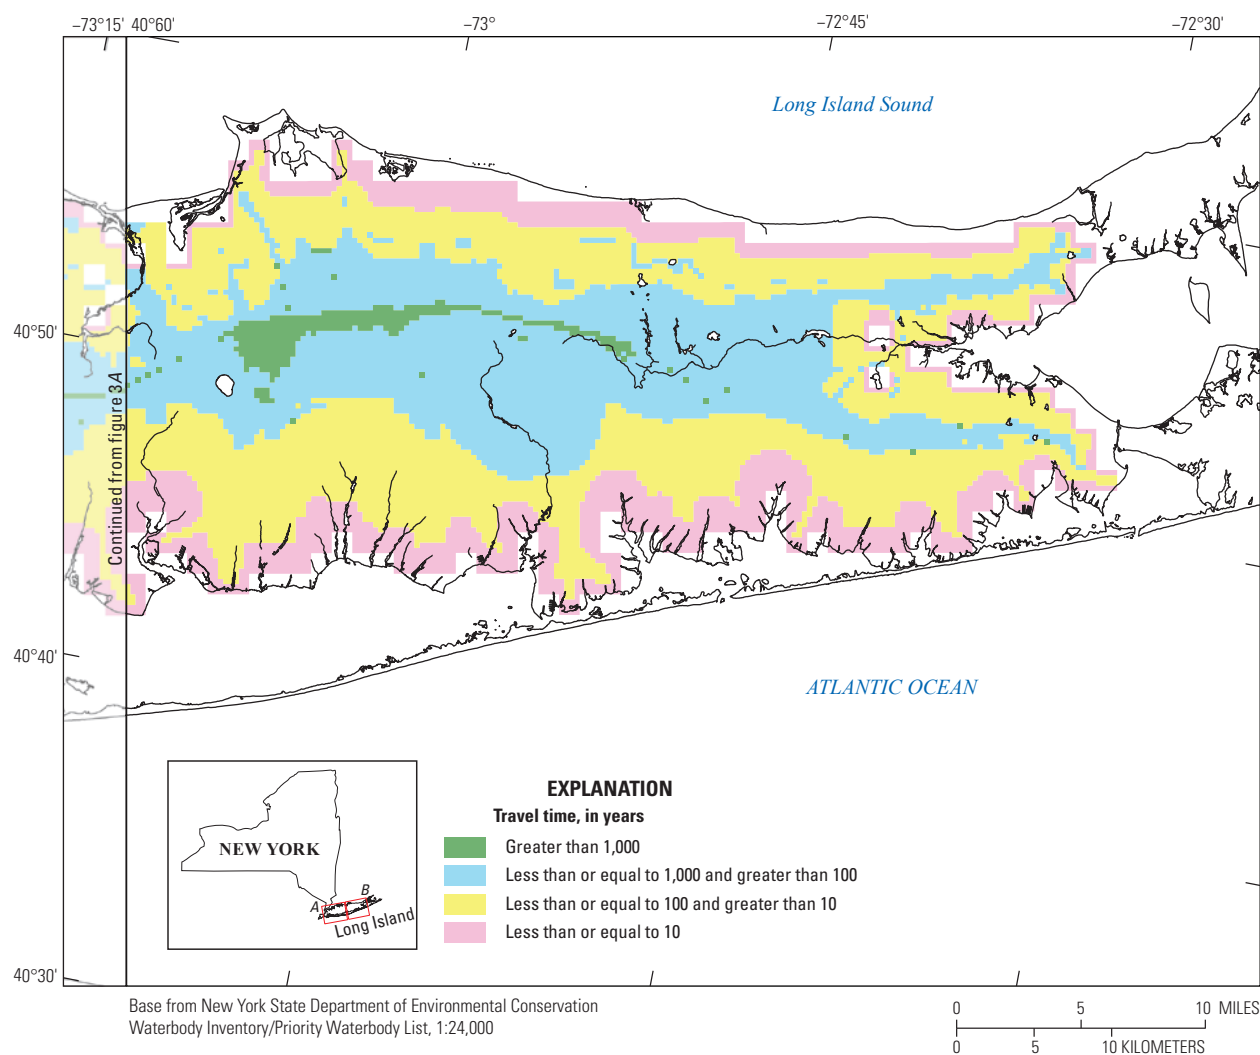 −73°15' 40°60'
−73°
−72°45'
−72°30'
Long Island Sound
40°50'
Continued from figure 3A
40°40'
ATLANTIC OCEAN
NEW YORK
A
B
Long Island
EXPLANATION
Travel time, in years
Greater than 1,000
Less than or equal to 1,000 and greater than 100
Less than or equal to 100 and greater than 10
Less than or equal to 10
40°30'
Base from New York State Department of Environmental Conservation
Waterbody Inventory/Priority Waterbody List, 1:24,000
0 5 10 MILES
0 5 10 KILOMETERS